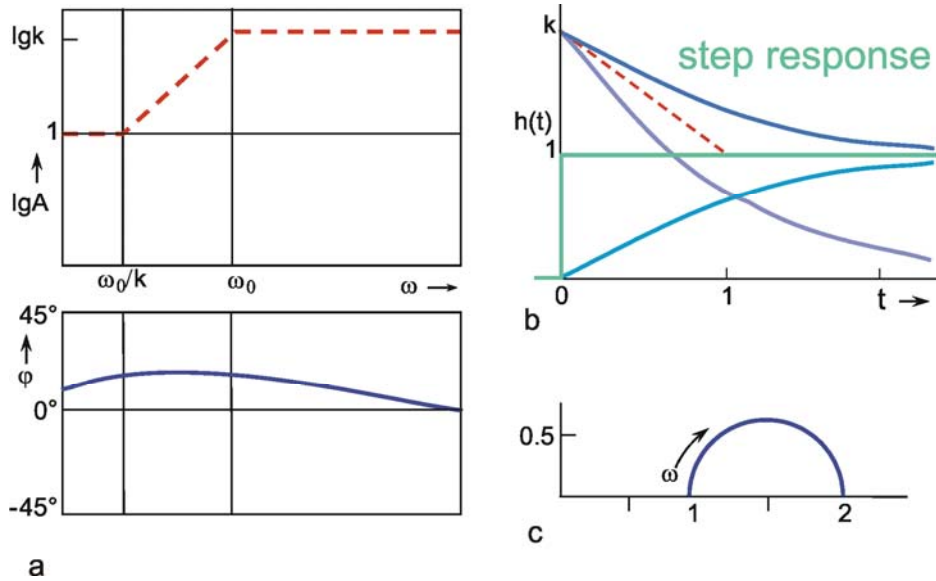 lgk
1
lgA
ω₀/k
ω₀
ω
45°
φ
0°
-45°
a
k
step response
h(t)
1
0
1
t
b
0.5
ω
1
2
c